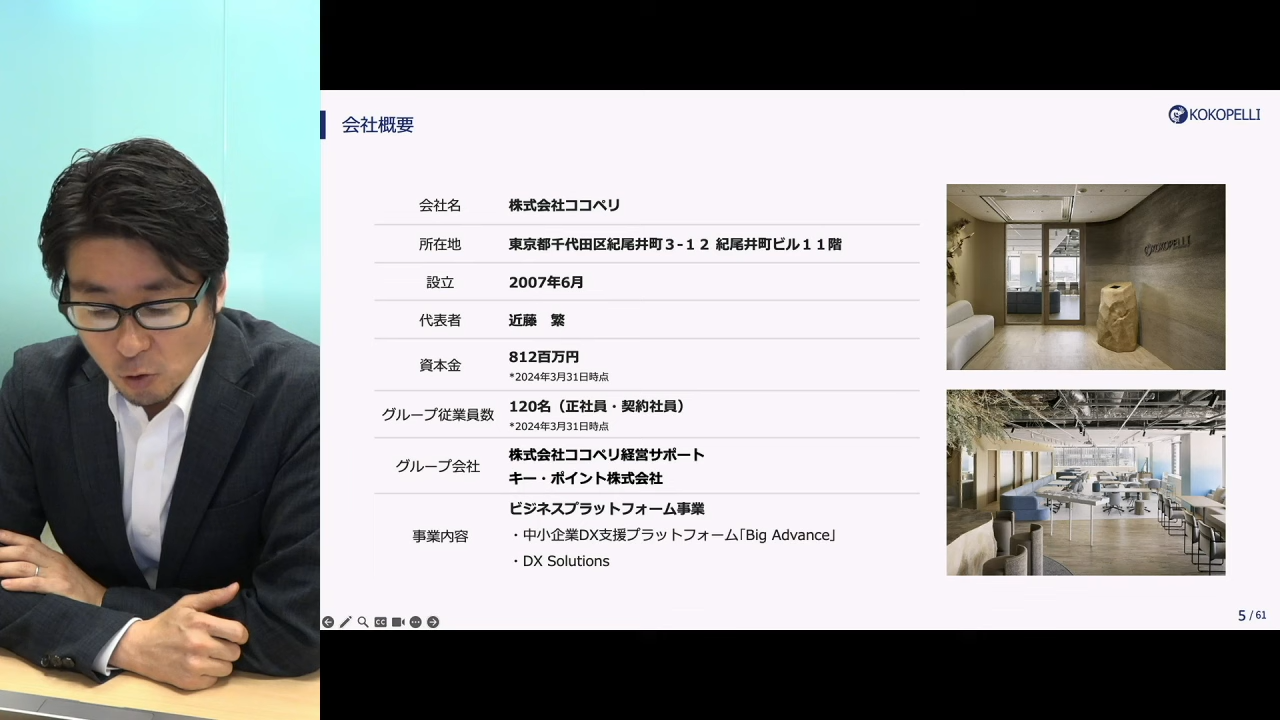 会社概要
KOKOPELLI
会社名 株式会社ココペリ
所在地 東京都千代田区紀尾井町３-１２ 紀尾井町ビル１１階
設立 2007年6月
代表者 近藤　繁
資本金 812百万円
*2024年3月31日時点
グループ従業員数 120名（正社員・契約社員）
*2024年3月31日時点
グループ会社 株式会社ココペリ経営サポート
キー・ポイント株式会社
事業内容 ビジネスプラットフォーム事業
・中小企業DX支援プラットフォーム｢Big Advance｣
・DX Solutions
KOKOPELLI
CC
5 / 61